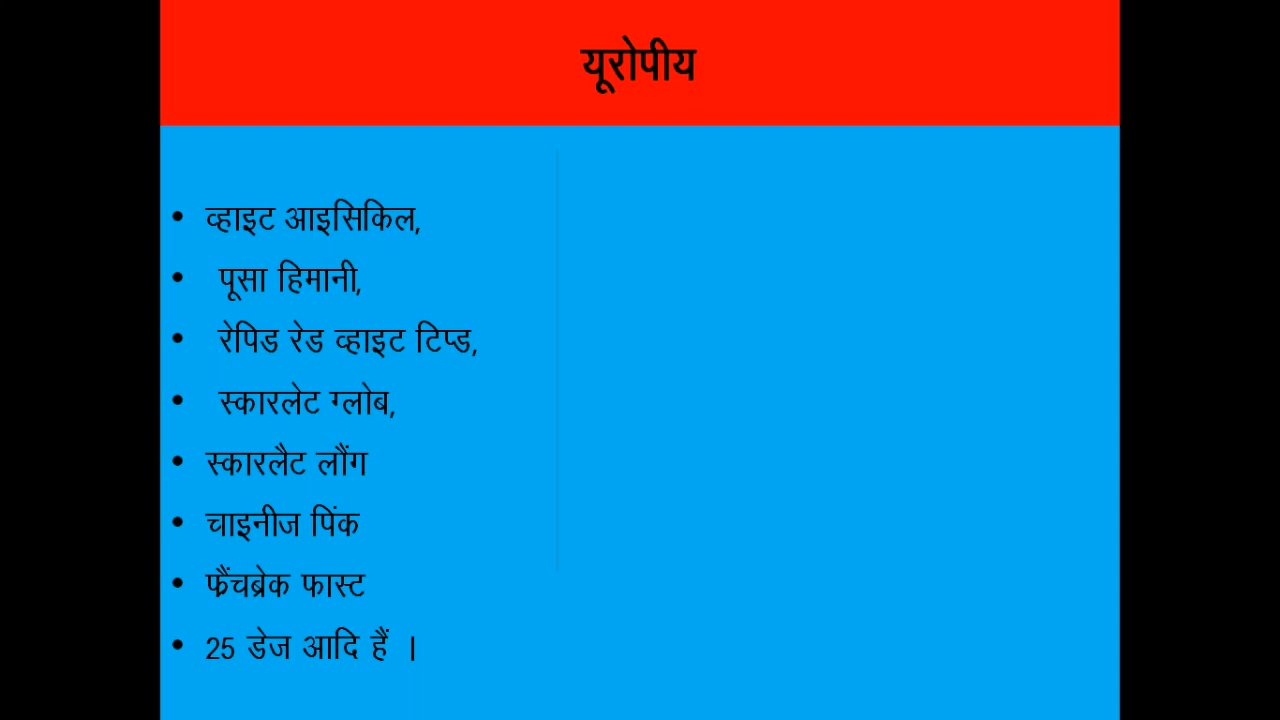 यूरोपीय
• व्हाइट आइसिकिल,
• पूसा हिमानी,
• रेपिड रेड व्हाइट टिप्ड,
• स्कारलेट ग्लोब,
• स्कारलैट लौंग
• चाइनीज पिंक
• फ्रैंचब्रेक फास्ट
• 25 डेज आदि हैं ।